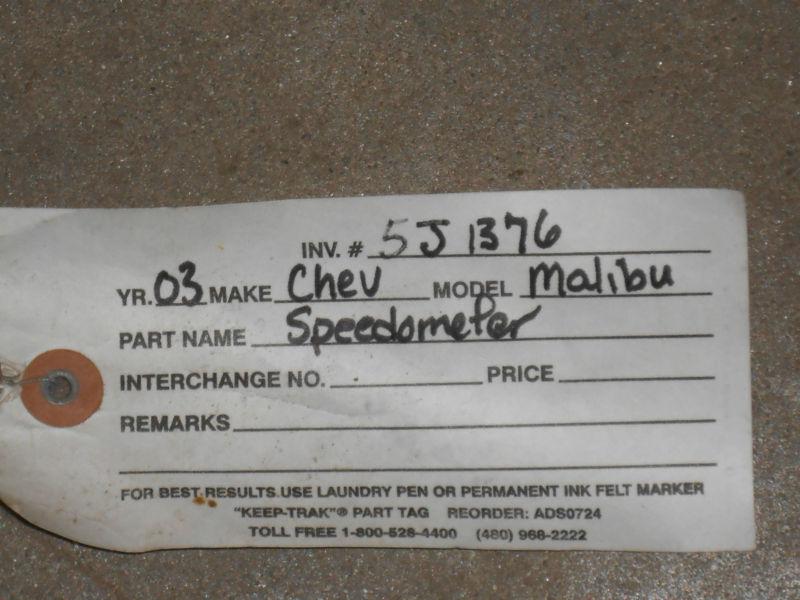 INV. # 5J1376
YR. 03 MAKE Chev MODEL Malibu
PART NAME Speedometer
INTERCHANGE NO. PRICE
REMARKS
FOR BEST RESULTS USE LAUNDRY PEN OR PERMANENT INK FELT MARKER
"KEEP-TRAK"® PART TAG REORDER: ADS0724
TOLL FREE 1-800-528-4400 (480) 968-2222